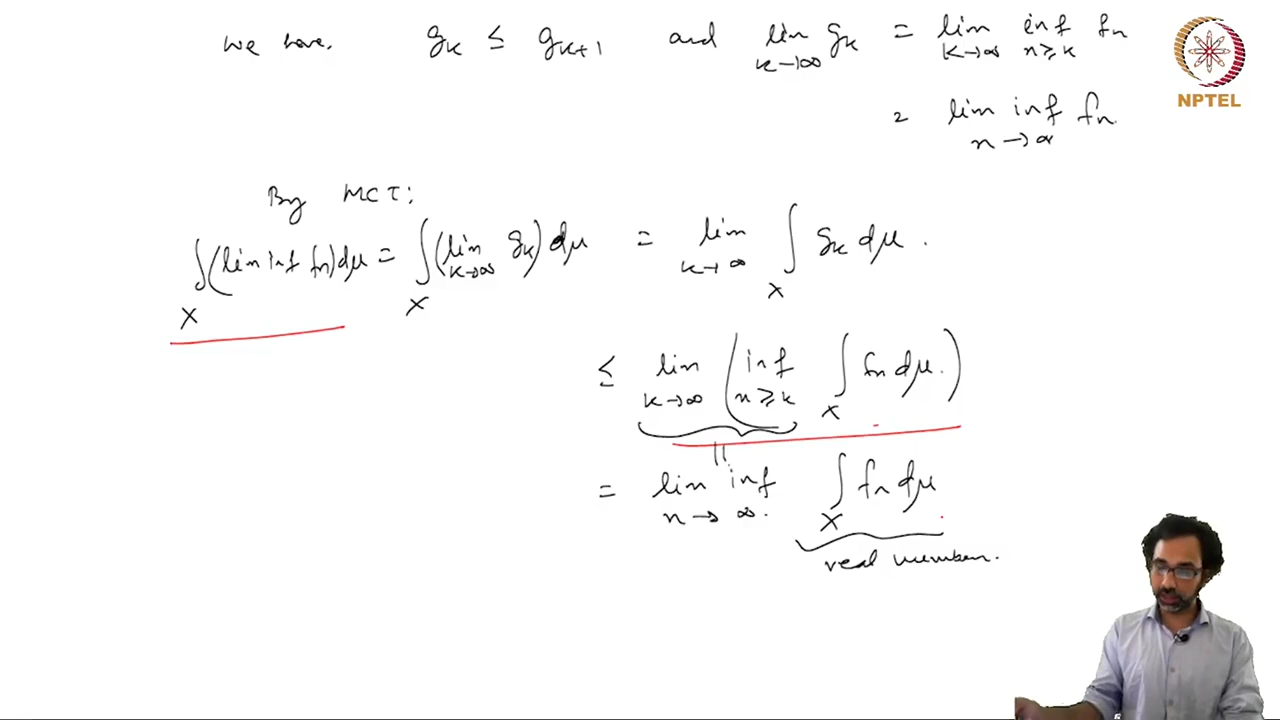 we have, g_k ≤ g_{k+1} and lim_{k→∞} g_k = lim_{k→∞} inf_{n≥k} f_n
= lim inf_{n→∞} f_n.
NPTEL
By MCT:
∫_X (lim inf f_n) dμ = ∫_X (lim_{k→∞} g_k) dμ = lim_{k→∞} ∫_X g_k dμ.
≤ lim_{k→∞} (inf_{n≥k} ∫_X f_n dμ.)
||
= lim inf_{n→∞}. ∫_X f_n dμ
real number.